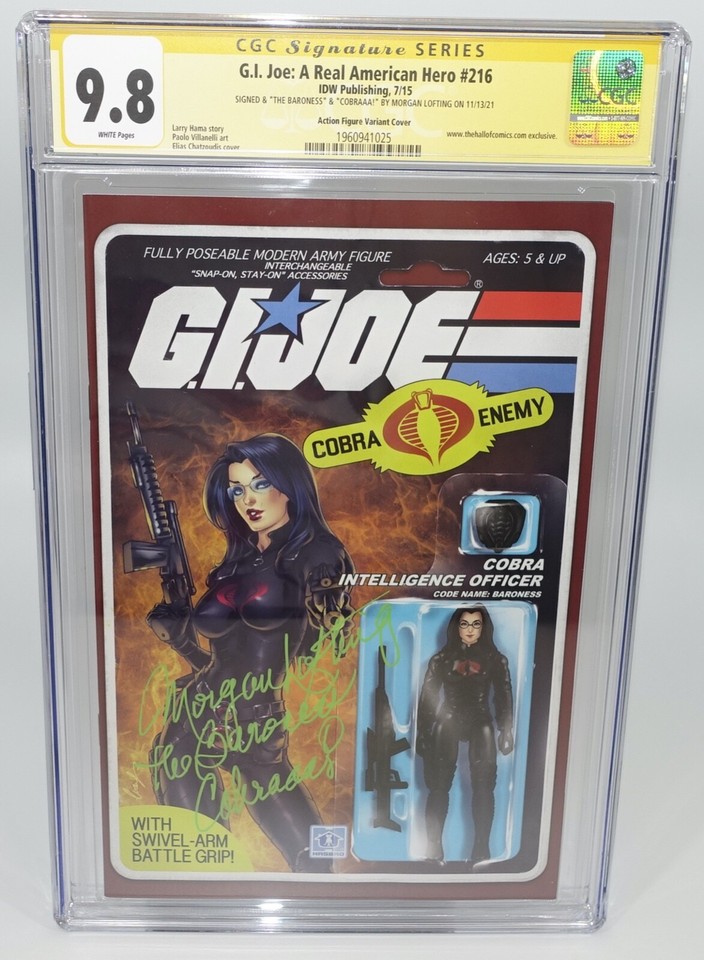 CGC Signature SERIES
9.8
WHITE Pages
G.I. Joe: A Real American Hero #216
IDW Publishing, 7/15
SIGNED & "THE BARONESS" & "COBRAAA!" BY MORGAN LOFTING ON 11/13/21
Action Figure Variant Cover
Larry Hama story
Paolo Villanelli art
Elias Chatzoudis cover
1960941025
www.thehallofcomics.com exclusive.
CGC
FULLY POSEABLE MODERN ARMY FIGURE
INTERCHANGEABLE
"SNAP-ON, STAY-ON" ACCESSORIES
AGES: 5 & UP
G.I. JOE®
COBRA ENEMY
COBRA
INTELLIGENCE OFFICER
CODE NAME: BARONESS
Morgan Lofting
the Baroness
Cobraaaa!
WITH
SWIVEL-ARM
BATTLE GRIP!